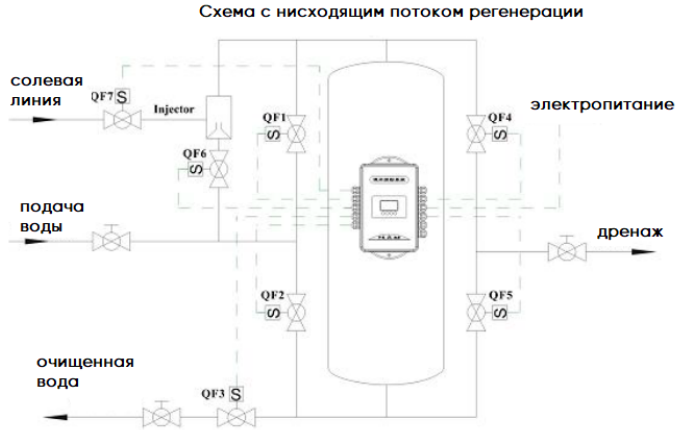 Схема с нисходящим потоком регенерации
солевая
линия
QF7
S
Injector
QF1
S
QF4
S
электропитание
QF6
S
подача
воды
дренаж
QF2
S
QF5
S
очищенная
вода
QF3
S